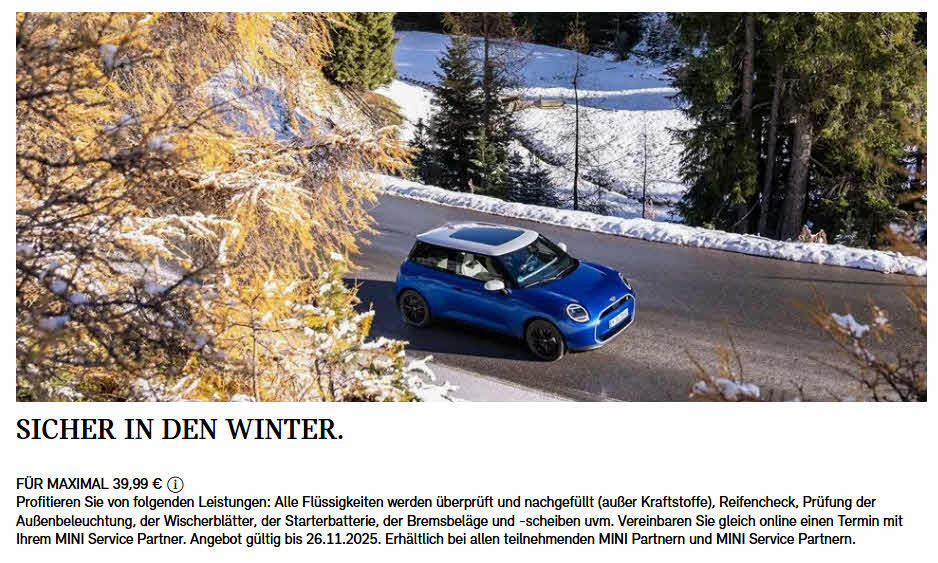 SICHER IN DEN WINTER.
FÜR MAXIMAL 39,99 € ⓘ
Profitieren Sie von folgenden Leistungen: Alle Flüssigkeiten werden überprüft und nachgefüllt (außer Kraftstoffe), Reifencheck, Prüfung der
Außenbeleuchtung, der Wischerblätter, der Starterbatterie, der Bremsbeläge und -scheiben uvm. Vereinbaren Sie gleich online einen Termin mit
Ihrem MINI Service Partner. Angebot gültig bis 26.11.2025. Erhältlich bei allen teilnehmenden MINI Partnern und MINI Service Partnern.